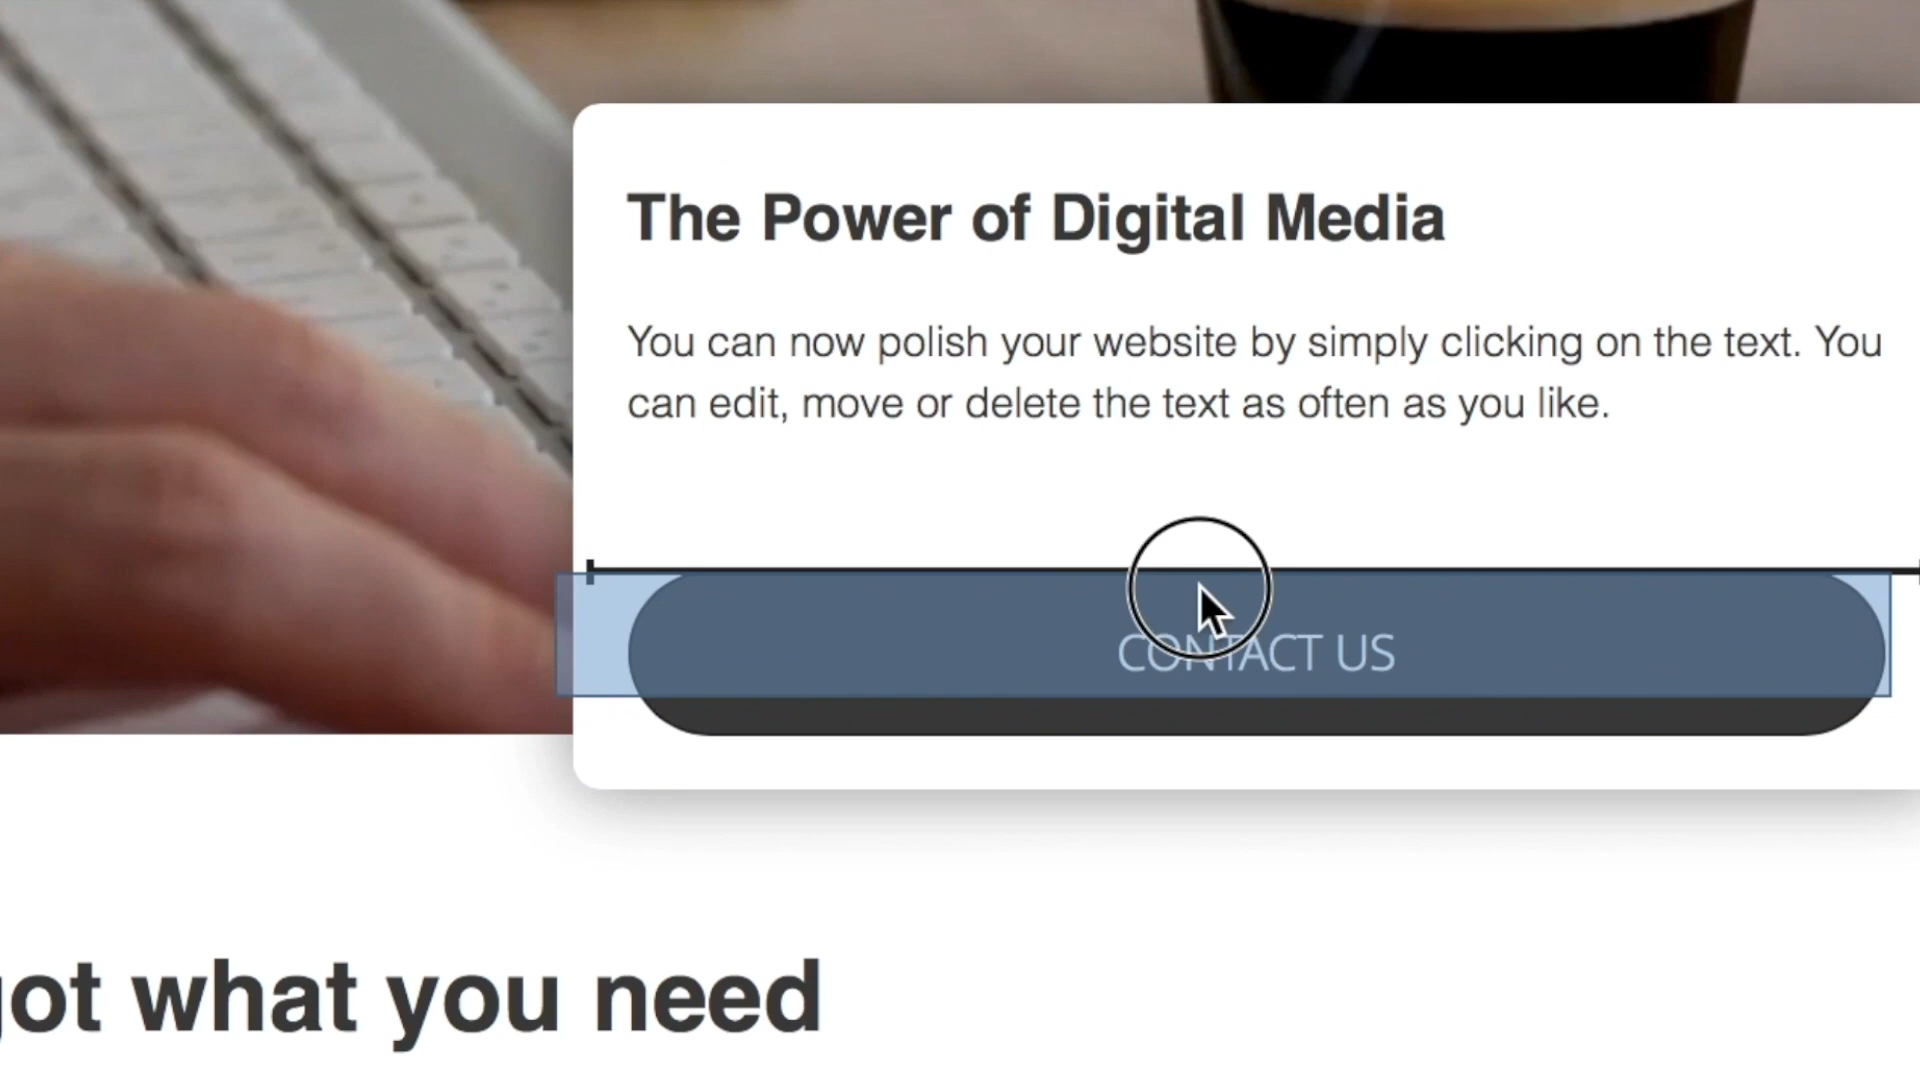 The Power of Digital Media
You can now polish your website by simply clicking on the text. You
can edit, move or delete the text as often as you like.
CONTACT US
got what you need